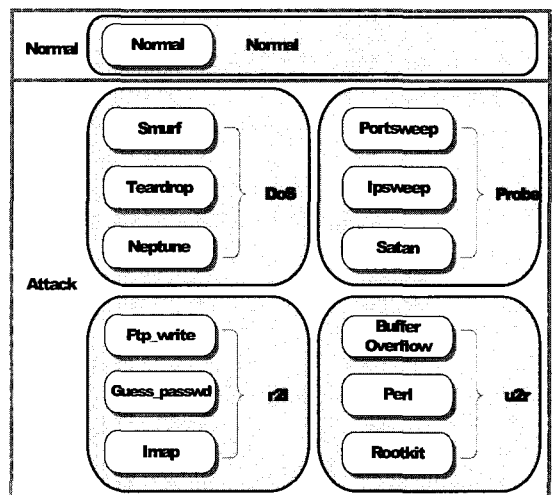 Normal
Normal
Normal
Attack
Smurf
Teardrop
Neptune
DoS
Portsweep
Ipsweep
Satan
Probe
Ftp_write
Guess_passwd
Imap
r2l
Buffer
Overflow
Perl
Rootkit
u2r